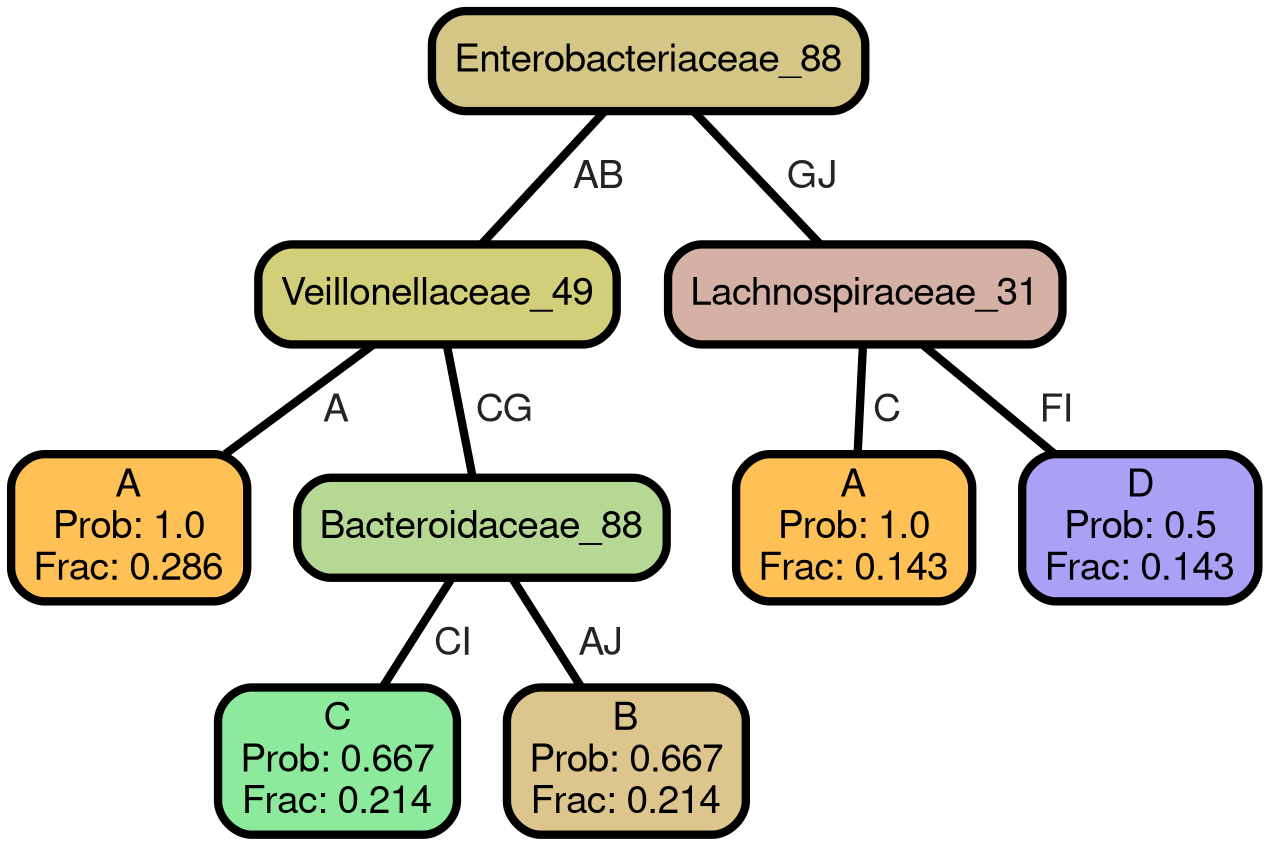 Enterobacteriaceae_88
AB
GJ
Veillonellaceae_49
Lachnospiraceae_31
A
CG
C
FI
A
Prob: 1.0
Frac: 0.286
Bacteroidaceae_88
A
Prob: 1.0
Frac: 0.143
D
Prob: 0.5
Frac: 0.143
CI
AJ
C
Prob: 0.667
Frac: 0.214
B
Prob: 0.667
Frac: 0.214